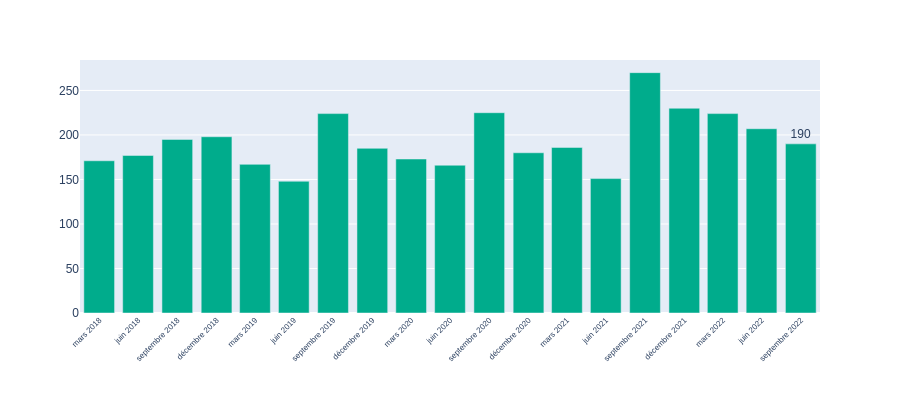 250
200
150
100
50
0
190
mars 2018
juin 2018
septembre 2018
décembre 2018
mars 2019
juin 2019
septembre 2019
décembre 2019
mars 2020
juin 2020
septembre 2020
décembre 2020
mars 2021
juin 2021
septembre 2021
décembre 2021
mars 2022
juin 2022
septembre 2022